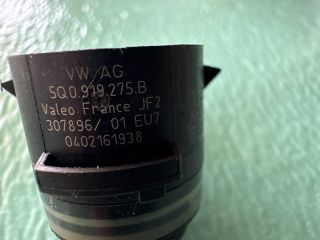 VW AG
5Q0.919.275.B
Valeo France JF2
307896/ 01 EU7
0402161938